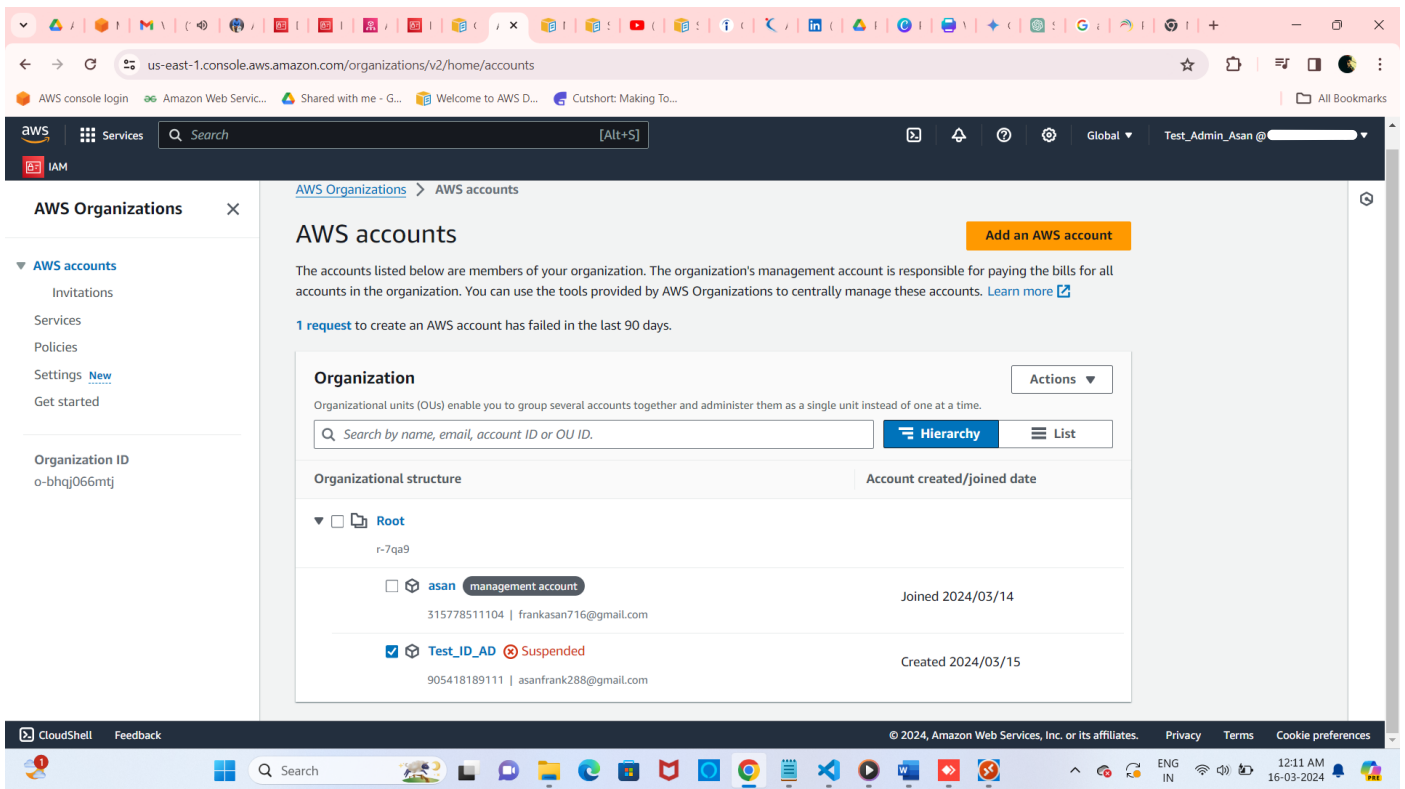 us-east-1.console.aws.amazon.com/organizations/v2/home/accounts
AWS console login Amazon Web Servic... Shared with me - G... Welcome to AWS D... Cutshort: Making To... All Bookmarks
aws Services Search [Alt+S] Global Test_Admin_Asan @
IAM
AWS Organizations
AWS accounts
Invitations
Services
Policies
Settings New
Get started
Organization ID
o-bhqj066mtj
AWS Organizations > AWS accounts
AWS accounts
Add an AWS account
The accounts listed below are members of your organization. The organization's management account is responsible for paying the bills for all
accounts in the organization. You can use the tools provided by AWS Organizations to centrally manage these accounts. Learn more
1 request to create an AWS account has failed in the last 90 days.
Organization
Actions
Organizational units (OUs) enable you to group several accounts together and administer them as a single unit instead of one at a time.
Search by name, email, account ID or OU ID.
Hierarchy List
Organizational structure Account created/joined date
Root
r-7qa9
asan management account
Joined 2024/03/14
315778511104 | frankasan716@gmail.com
Test_ID_AD Suspended
Created 2024/03/15
905418189111 | asanfrank288@gmail.com
CloudShell Feedback © 2024, Amazon Web Services, Inc. or its affiliates. Privacy Terms Cookie preferences
1 Search ENG 12:11 AM
IN 16-03-2024
PRE